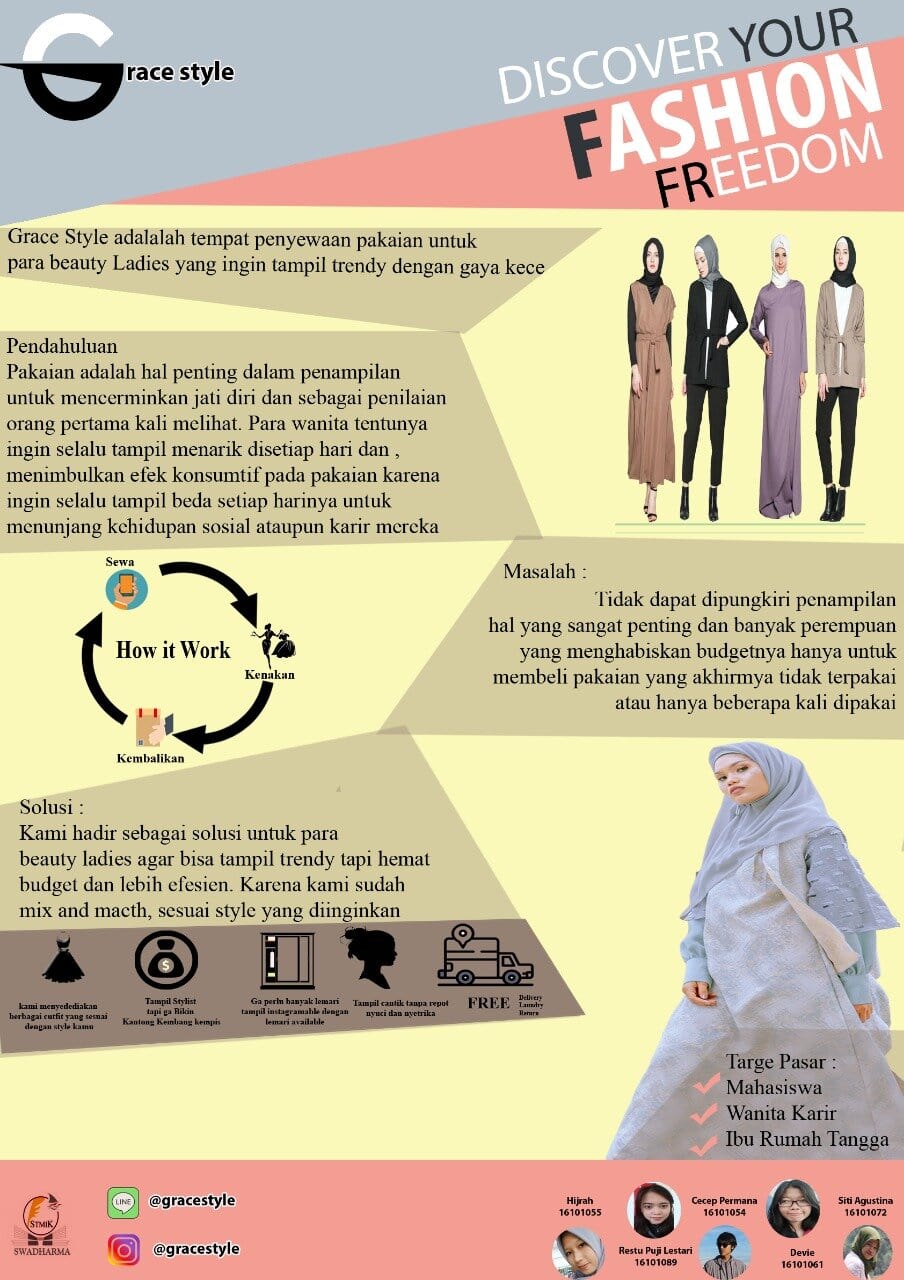 Grace style
DISCOVER YOUR
FASHION
FREEDOM
Grace Style adalalah tempat penyewaan pakaian untuk
para beauty Ladies yang ingin tampil trendy dengan gaya kece
Pendahuluan
Pakaian adalah hal penting dalam penampilan
untuk mencerminkan jati diri dan sebagai penilaian
orang pertama kali melihat. Para wanita tentunya
ingin selalu tampil menarik disetiap hari dan ,
menimbulkan efek konsumtif pada pakaian karena
ingin selalu tampil beda setiap harinya untuk
menunjang kehidupan sosial ataupun karir mereka
Sewa
How it Work
Kenakan
Kembalikan
Masalah :
Tidak dapat dipungkiri penampilan
hal yang sangat penting dan banyak perempuan
yang menghabiskan budgetnya hanya untuk
membeli pakaian yang akhirmya tidak terpakai
atau hanya beberapa kali dipakai
Solusi :
Kami hadir sebagai solusi untuk para
beauty ladies agar bisa tampil trendy tapi hemat
budget dan lebih efesien. Karena kami sudah
mix and macth, sesuai style yang diinginkan
kami menyedediakan
berbagai outfit yang sesuai
dengan style kamu
Tampil Stylist
tapi ga Bikin
Kantong Kembang kempis
Ga perlu banyak lemari
tampil instagramable dengan
lemari available
Tampil cantik tanpa repot
nyuci dan nyetrika
FREE
Delivery
Laundry
Return
Targe Pasar :
Mahasiswa
Wanita Karir
Ibu Rumah Tangga
STMIK
SWADHARMA
LINE
@gracestyle
@gracestyle
Hijrah
16101055
Restu Puji Lestari
16101089
Cecep Permana
16101054
Devie
16101061
Siti Agustina
16101072